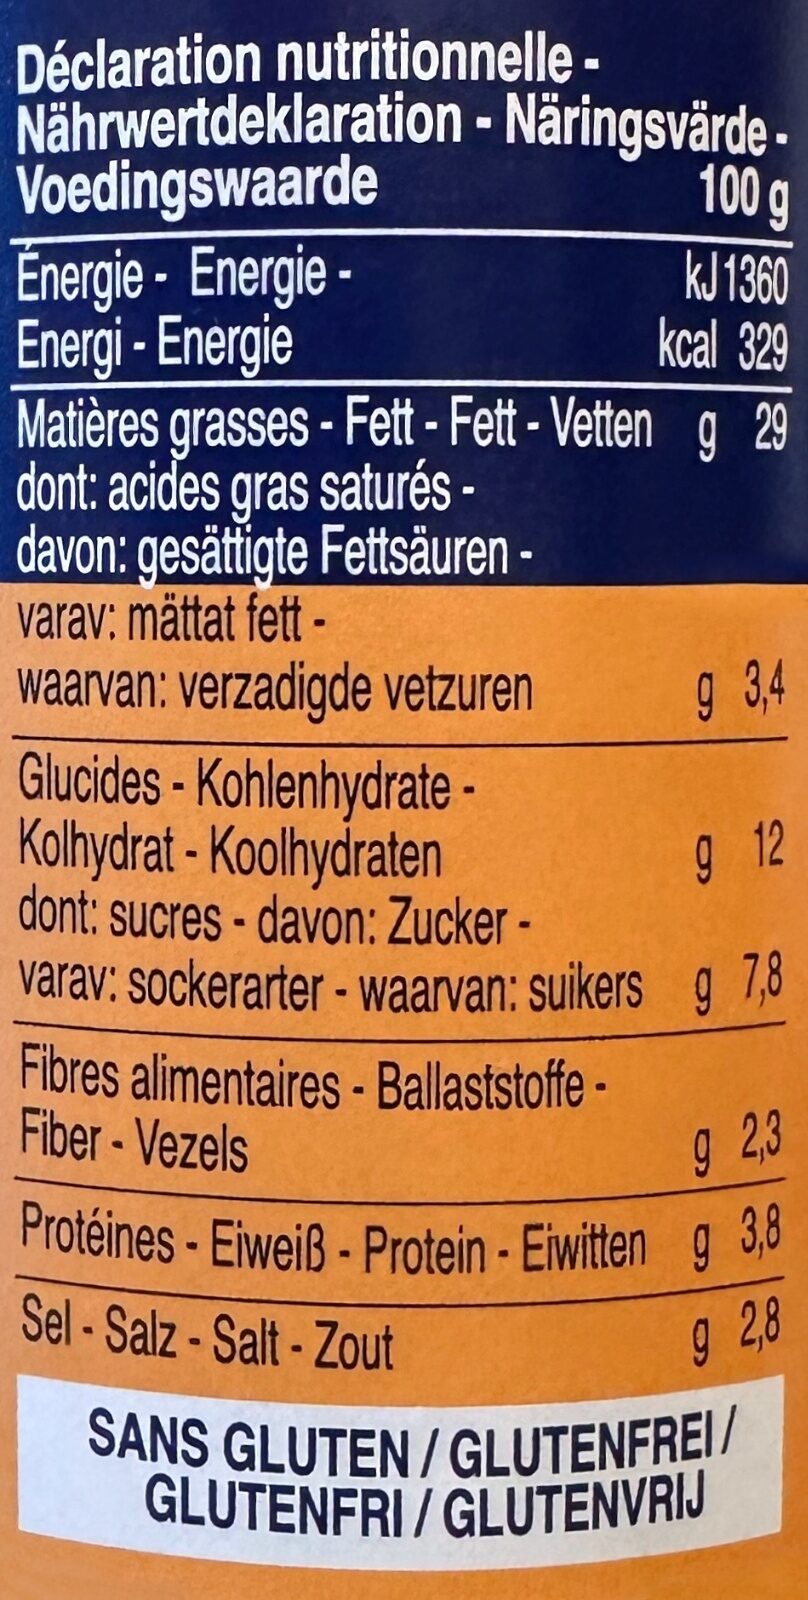 Déclaration nutritionnelle -
Nährwertdeklaration - Näringsvärde -
Voedingswaarde 100 g
Énergie - Energie - kJ 1360
Energi - Energie kcal 329
Matières grasses - Fett - Fett - Vetten g 29
dont: acides gras saturés -
davon: gesättigte Fettsäuren -
varav: mättat fett -
waarvan: verzadigde vetzuren g 3,4
Glucides - Kohlenhydrate -
Kolhydrat - Koolhydraten g 12
dont: sucres - davon: Zucker -
varav: sockerarter - waarvan: suikers g 7,8
Fibres alimentaires - Ballaststoffe -
Fiber - Vezels g 2,3
Protéines - Eiweiß - Protein - Eiwitten g 3,8
Sel - Salz - Salt - Zout g 2,8
SANS GLUTEN / GLUTENFREI /
GLUTENFRI / GLUTENVRIJ